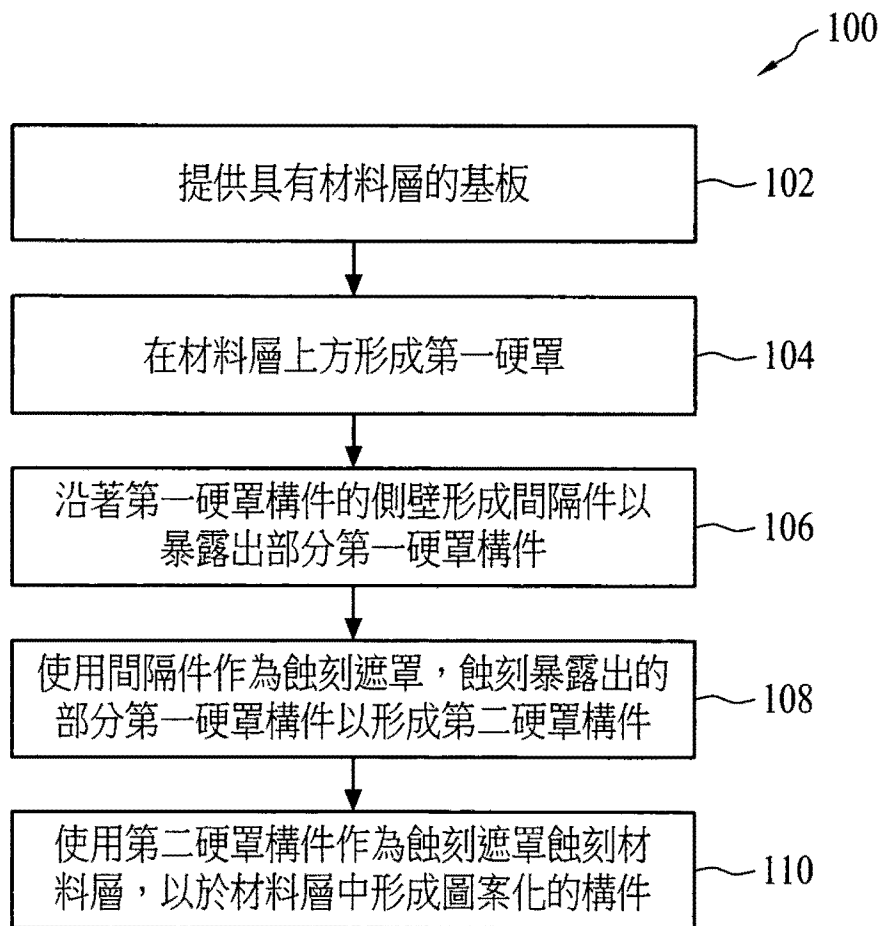 100
提供具有材料層的基板
102
在材料層上方形成第一硬罩
104
沿著第一硬罩構件的側壁形成間隔件以
暴露出部分第一硬罩構件
106
使用間隔件作為蝕刻遮罩，蝕刻暴露出的
部分第一硬罩構件以形成第二硬罩構件
108
使用第二硬罩構件作為蝕刻遮罩蝕刻材
料層，以於材料層中形成圖案化的構件
110